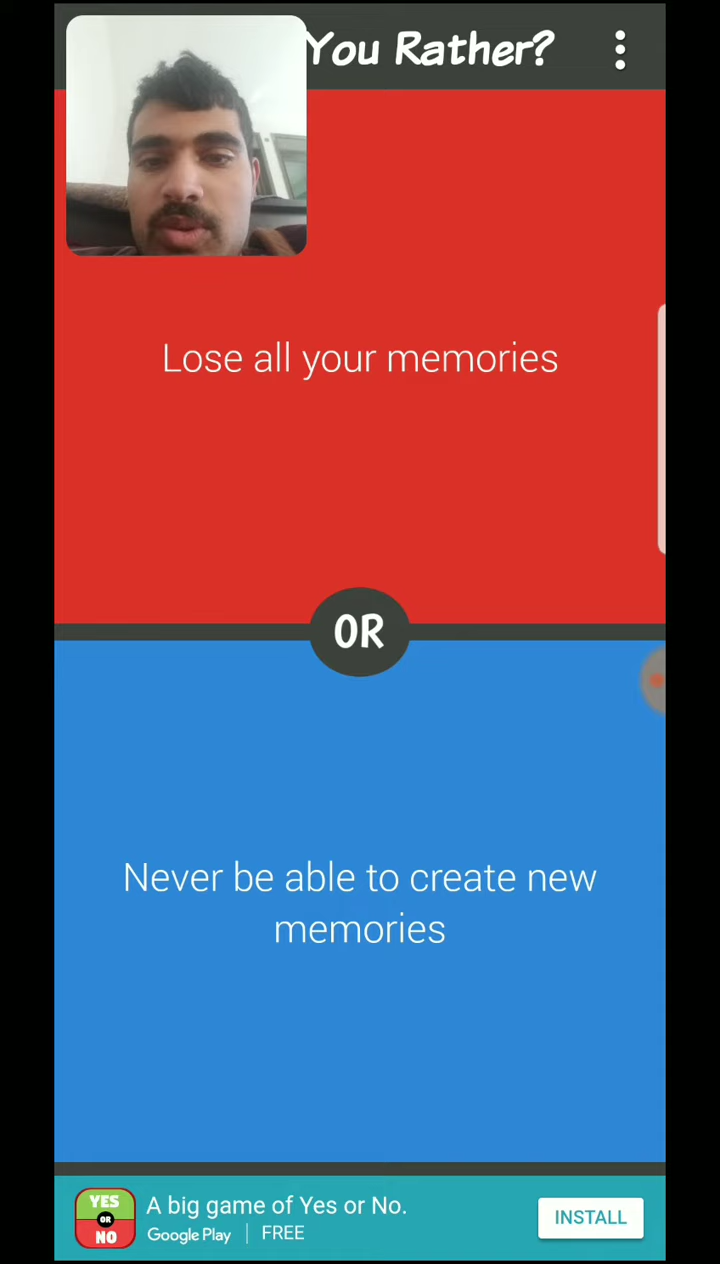 You Rather?
Lose all your memories
OR
Never be able to create new
memories
YES
OR
NO
A big game of Yes or No.
Google Play
FREE
INSTALL